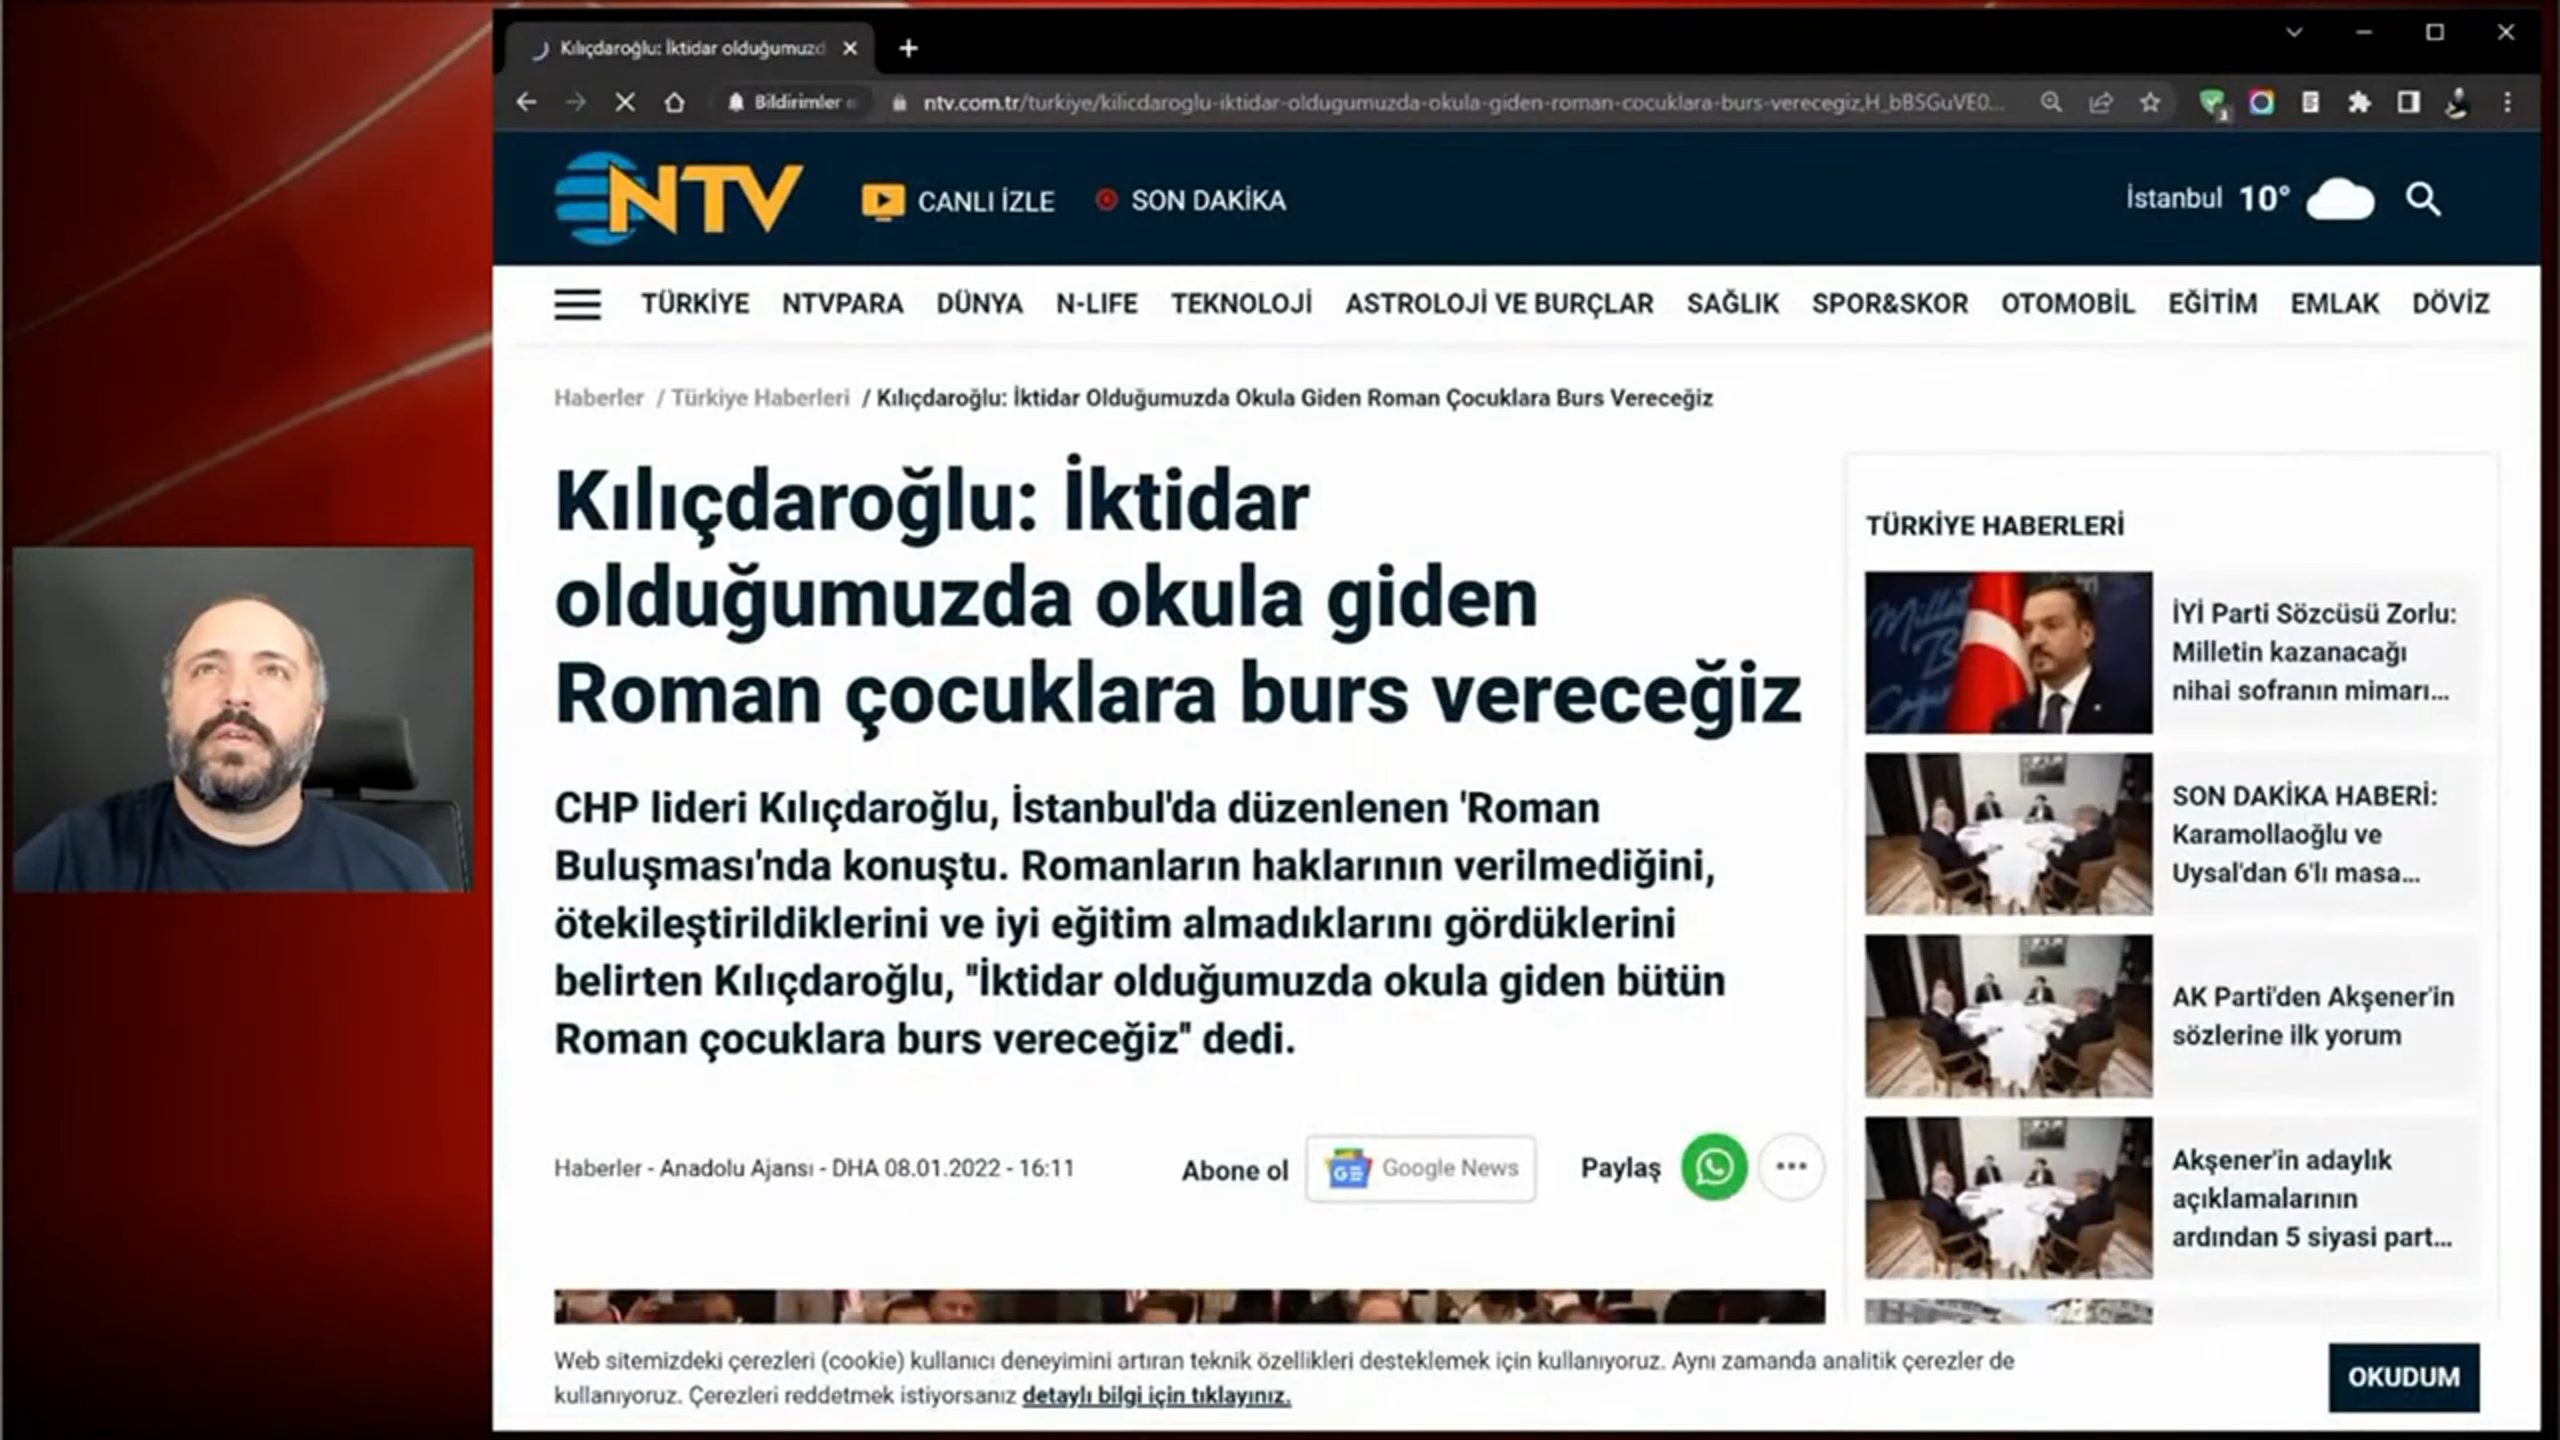 Kılıçdaroğlu: İktidar olduğumuzd
Bildirimler
ntv.com.tr/turkiye/kilicdaroglu-iktidar-oldugumuzda-okula-giden-roman-cocuklara-burs-verecegiz,H_bB5GuVE0...
NTV
CANLI İZLE
SON DAKİKA
İstanbul 10°
TÜRKİYE NTVPARA DÜNYA N-LIFE TEKNOLOJİ ASTROLOJİ VE BURÇLAR SAĞLIK SPOR&SKOR OTOMOBİL EĞİTİM EMLAK DÖVİZ
Haberler / Türkiye Haberleri / Kılıçdaroğlu: İktidar Olduğumuzda Okula Giden Roman Çocuklara Burs Vereceğiz
Kılıçdaroğlu: İktidar
olduğumuzda okula giden
Roman çocuklara burs vereceğiz
CHP lideri Kılıçdaroğlu, İstanbul'da düzenlenen 'Roman
Buluşması'nda konuştu. Romanların haklarının verilmediğini,
ötekileştirildiklerini ve iyi eğitim almadıklarını gördüklerini
belirten Kılıçdaroğlu, "İktidar olduğumuzda okula giden bütün
Roman çocuklara burs vereceğiz" dedi.
Haberler - Anadolu Ajansı - DHA 08.01.2022 - 16:11
Abone ol
GE Google News
Paylaş
TÜRKİYE HABERLERİ
İYİ Parti Sözcüsü Zorlu:
Milletin kazanacağı
nihai sofranın mimarı...
SON DAKİKA HABERİ:
Karamollaoğlu ve
Uysal'dan 6'lı masa...
AK Parti'den Akşener'in
sözlerine ilk yorum
Akşener'in adaylık
açıklamalarının
ardından 5 siyasi part...
Web sitemizdeki çerezleri (cookie) kullanıcı deneyimini artıran teknik özellikleri desteklemek için kullanıyoruz. Aynı zamanda analitik çerezler de
kullanıyoruz. Çerezleri reddetmek istiyorsanız detaylı bilgi için tıklayınız.
OKUDUM